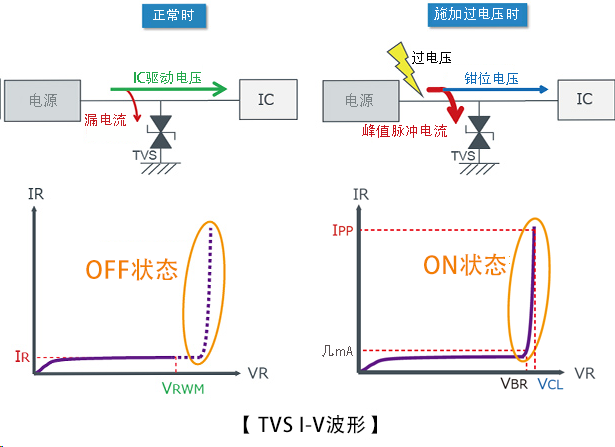 正常时
施加过电压时
IC驱动电压
电源
IC
漏电流
TVS
过电压
钳位电压
电源
IC
峰值脉冲电流
TVS
IR
OFF状态
IR
VRWM
VR
IR
IPP
ON状态
几mA
VBR
VCL
VR
【 TVS I-V波形】